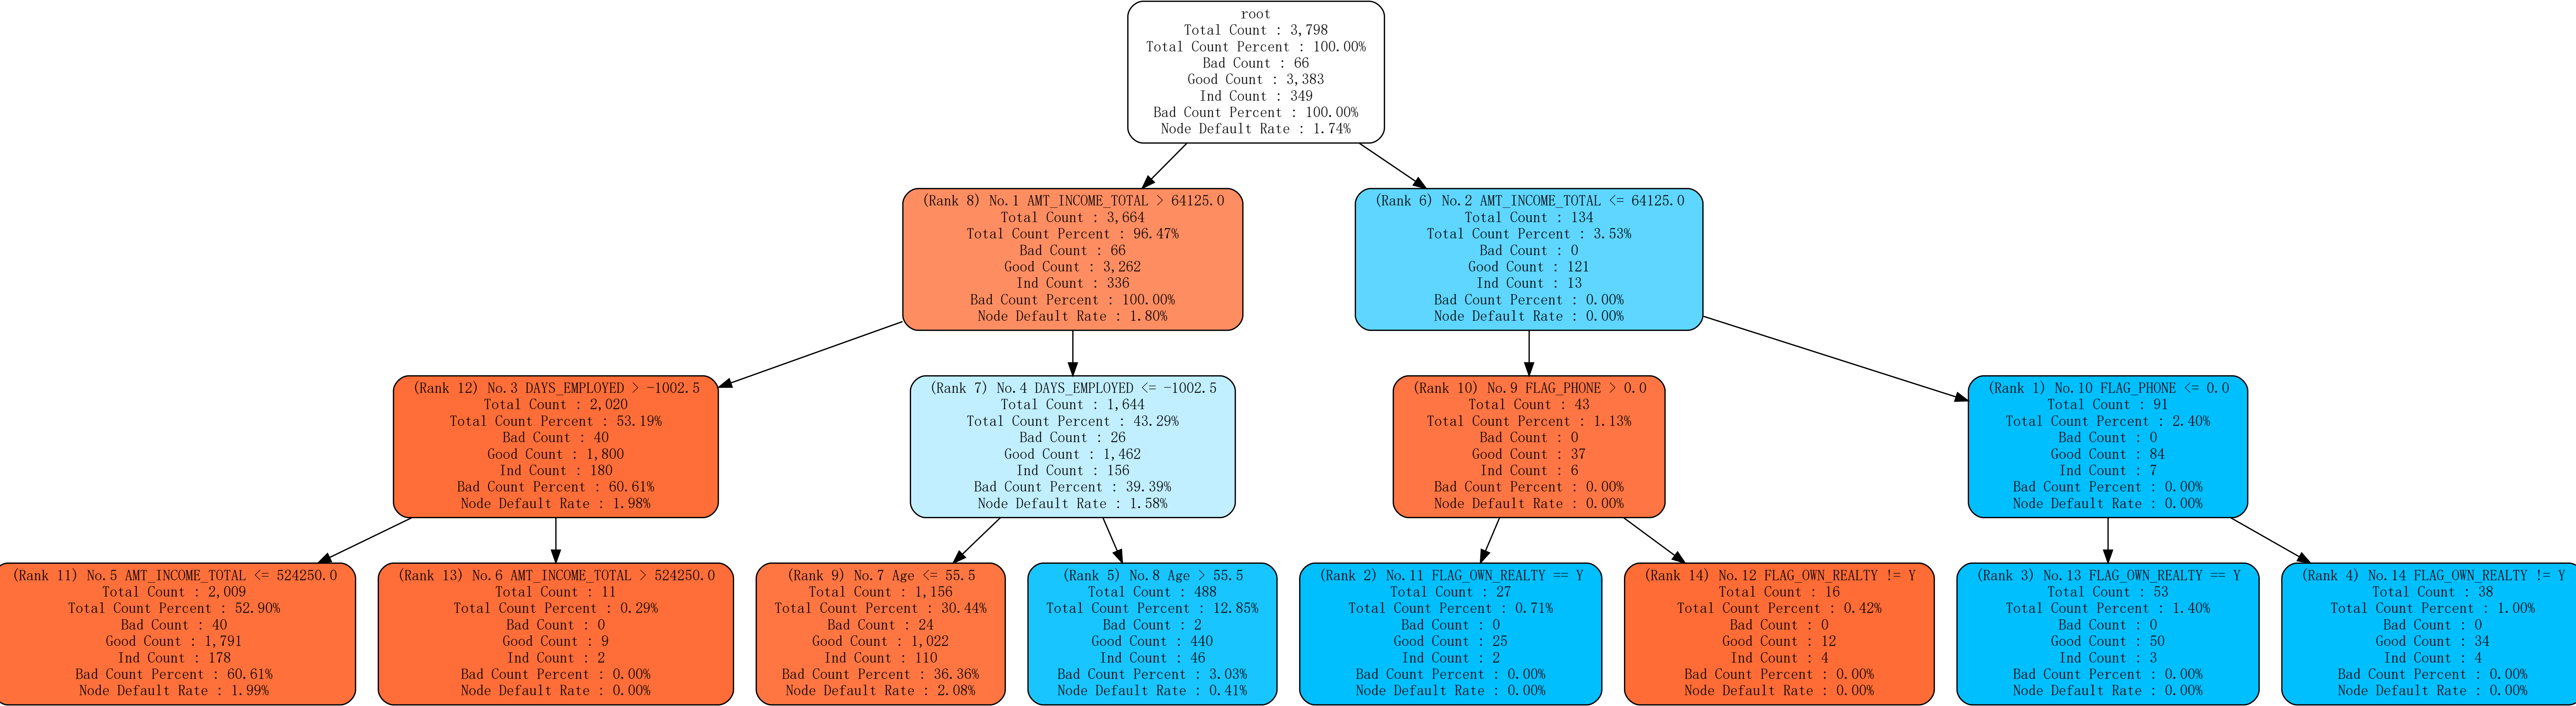 root
Total Count : 3,798
Total Count Percent : 100.00%
Bad Count : 66
Good Count : 3,383
Ind Count : 349
Bad Count Percent : 100.00%
Node Default Rate : 1.74%
(Rank 8) No.1 AMT_INCOME_TOTAL > 64125.0
Total Count : 3,664
Total Count Percent : 96.47%
Bad Count : 66
Good Count : 3,262
Ind Count : 336
Bad Count Percent : 100.00%
Node Default Rate : 1.80%
(Rank 6) No.2 AMT_INCOME_TOTAL <= 64125.0
Total Count : 134
Total Count Percent : 3.53%
Bad Count : 0
Good Count : 121
Ind Count : 13
Bad Count Percent : 0.00%
Node Default Rate : 0.00%
(Rank 12) No.3 DAYS_EMPLOYED > -1002.5
Total Count : 2,020
Total Count Percent : 53.19%
Bad Count : 40
Good Count : 1,800
Ind Count : 180
Bad Count Percent : 60.61%
Node Default Rate : 1.98%
(Rank 7) No.4 DAYS_EMPLOYED <= -1002.5
Total Count : 1,644
Total Count Percent : 43.29%
Bad Count : 26
Good Count : 1,462
Ind Count : 156
Bad Count Percent : 39.39%
Node Default Rate : 1.58%
(Rank 10) No.9 FLAG_PHONE > 0.0
Total Count : 43
Total Count Percent : 1.13%
Bad Count : 0
Good Count : 37
Ind Count : 6
Bad Count Percent : 0.00%
Node Default Rate : 0.00%
(Rank 1) No.10 FLAG_PHONE <= 0.0
Total Count : 91
Total Count Percent : 2.40%
Bad Count : 0
Good Count : 84
Ind Count : 7
Bad Count Percent : 0.00%
Node Default Rate : 0.00%
(Rank 11) No.5 AMT_INCOME_TOTAL <= 524250.0
Total Count : 2,009
Total Count Percent : 52.90%
Bad Count : 40
Good Count : 1,791
Ind Count : 178
Bad Count Percent : 60.61%
Node Default Rate : 1.99%
(Rank 13) No.6 AMT_INCOME_TOTAL > 524250.0
Total Count : 11
Total Count Percent : 0.29%
Bad Count : 0
Good Count : 9
Ind Count : 2
Bad Count Percent : 0.00%
Node Default Rate : 0.00%
(Rank 9) No.7 Age <= 55.5
Total Count : 1,156
Total Count Percent : 30.44%
Bad Count : 24
Good Count : 1,022
Ind Count : 110
Bad Count Percent : 36.36%
Node Default Rate : 2.08%
(Rank 5) No.8 Age > 55.5
Total Count : 488
Total Count Percent : 12.85%
Bad Count : 2
Good Count : 440
Ind Count : 46
Bad Count Percent : 3.03%
Node Default Rate : 0.41%
(Rank 2) No.11 FLAG_OWN_REALTY == Y
Total Count : 27
Total Count Percent : 0.71%
Bad Count : 0
Good Count : 25
Ind Count : 2
Bad Count Percent : 0.00%
Node Default Rate : 0.00%
(Rank 14) No.12 FLAG_OWN_REALTY != Y
Total Count : 16
Total Count Percent : 0.42%
Bad Count : 0
Good Count : 12
Ind Count : 4
Bad Count Percent : 0.00%
Node Default Rate : 0.00%
(Rank 3) No.13 FLAG_OWN_REALTY == Y
Total Count : 53
Total Count Percent : 1.40%
Bad Count : 0
Good Count : 50
Ind Count : 3
Bad Count Percent : 0.00%
Node Default Rate : 0.00%
(Rank 4) No.14 FLAG_OWN_REALTY != Y
Total Count : 38
Total Count Percent : 1.00%
Bad Count : 0
Good Count : 34
Ind Count : 4
Bad Count Percent : 0.00%
Node Default Rate : 0.00%